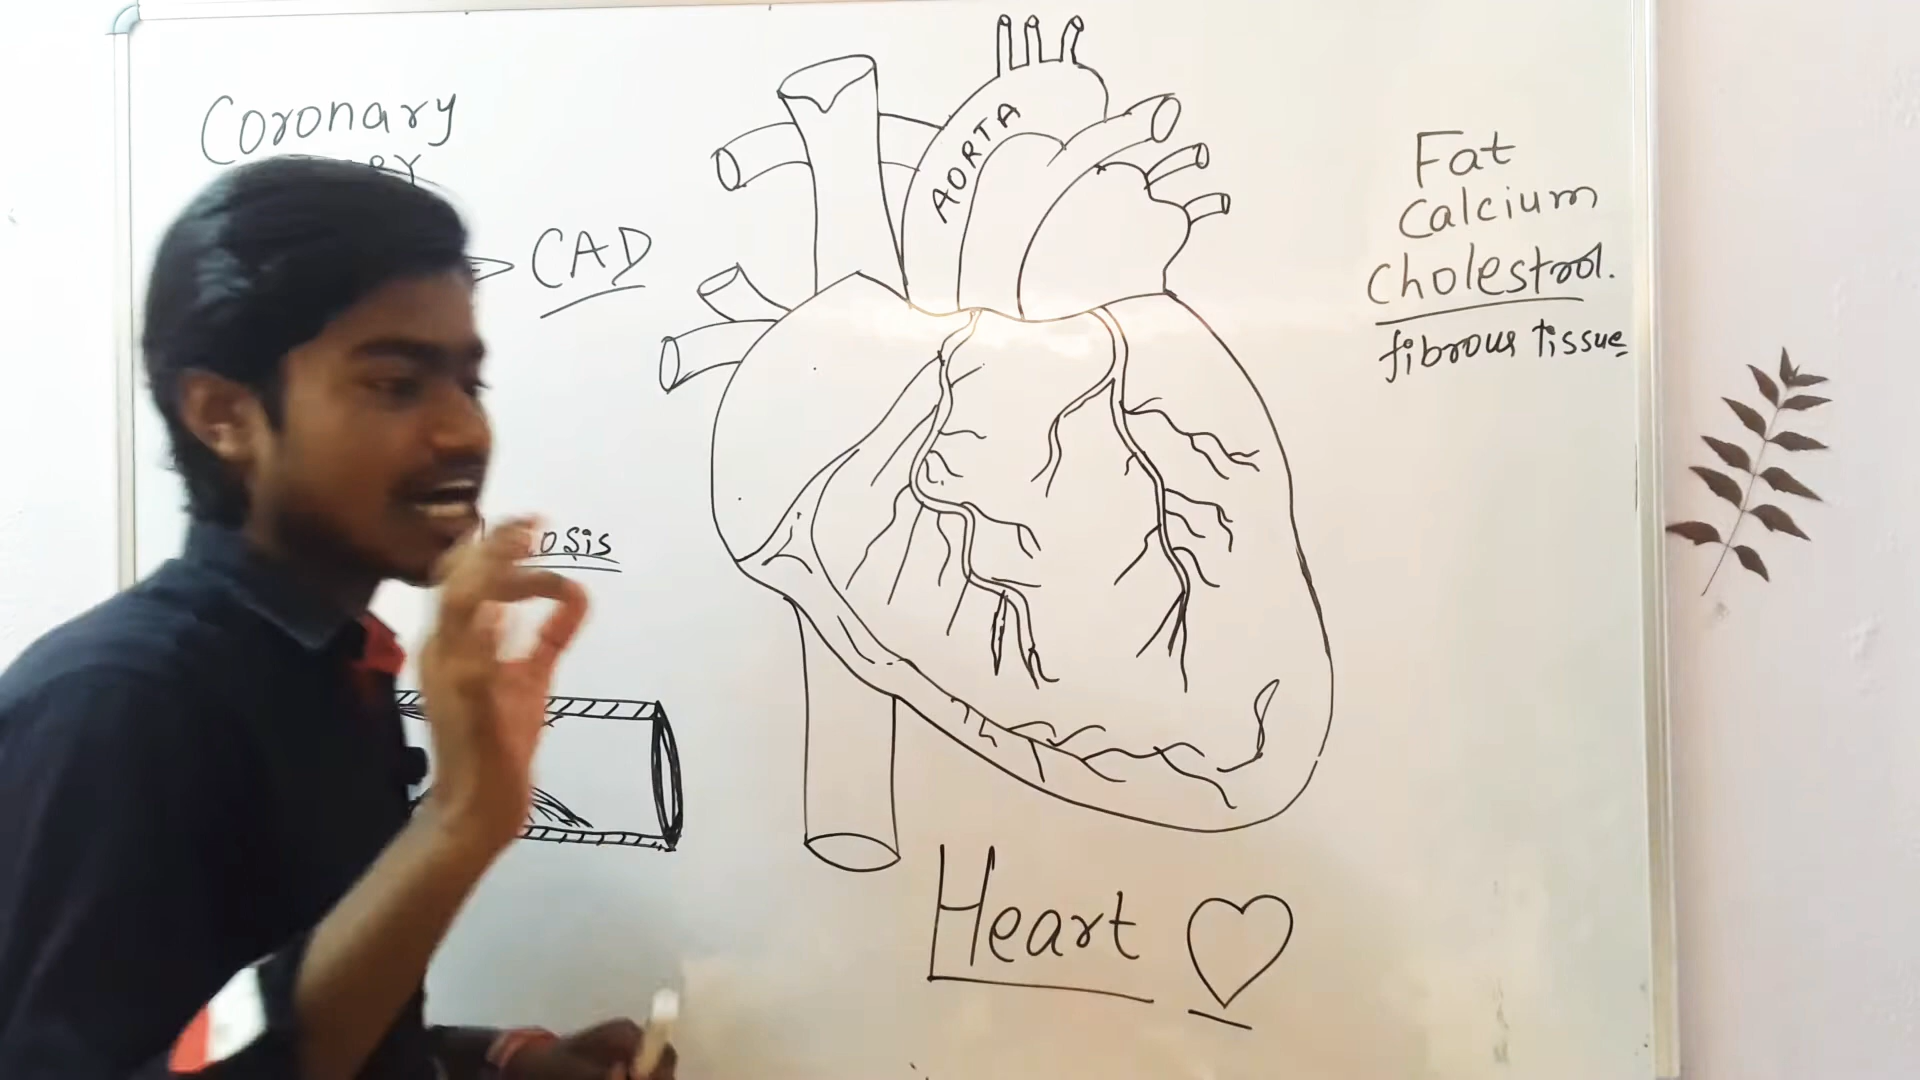 Coronary
CAD
AORTA
Fat
Calcium
Cholestrol.
fibrous tissue
Heart